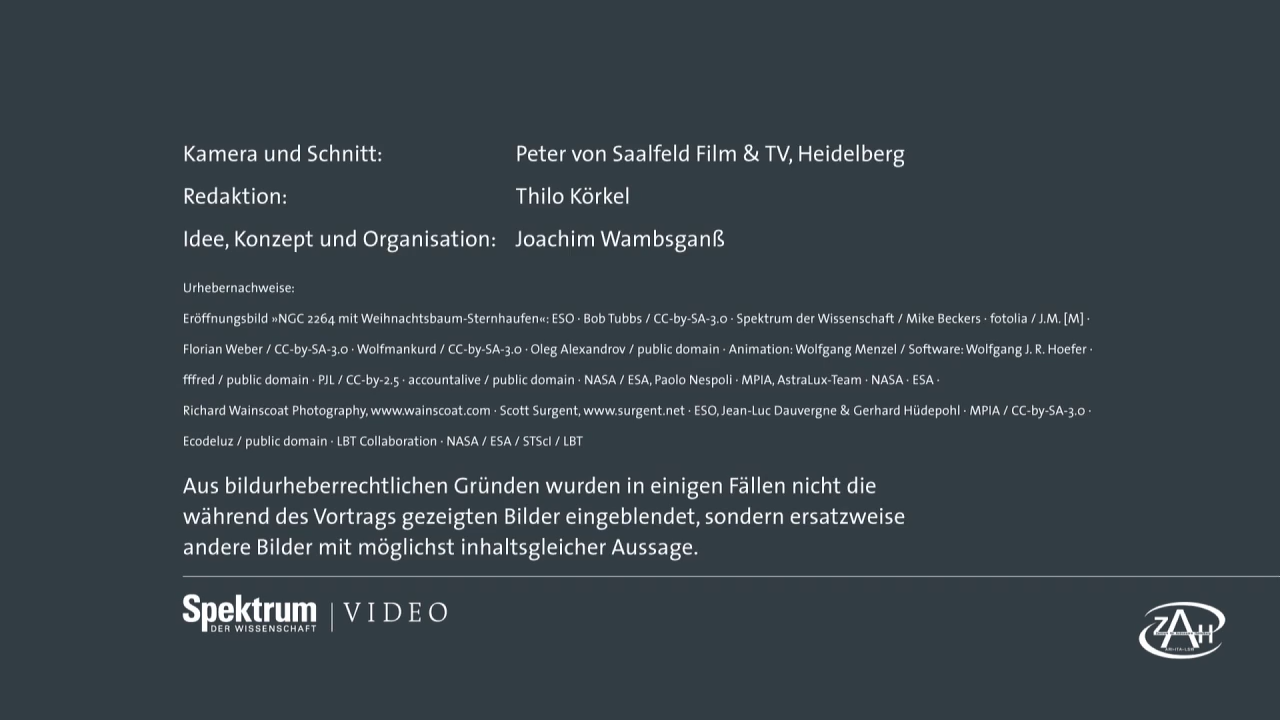 Kamera und Schnitt: Peter von Saalfeld Film & TV, Heidelberg
Redaktion: Thilo Körkel
Idee, Konzept und Organisation: Joachim Wambsganß
Urhebernachweise:
Eröffnungsbild »NGC 2264 mit Weihnachtsbaum-Sternhaufen«: ESO · Bob Tubbs / CC-by-SA-3.0 · Spektrum der Wissenschaft / Mike Beckers · fotolia / J.M. [M] ·
Florian Weber / CC-by-SA-3.0 · Wolfmankurd / CC-by-SA-3.0 · Oleg Alexandrov / public domain · Animation: Wolfgang Menzel / Software: Wolfgang J. R. Hoefer ·
fffred / public domain · PJL / CC-by-2.5 · accountalive / public domain · NASA / ESA, Paolo Nespoli · MPIA, AstraLux-Team · NASA · ESA ·
Richard Wainscoat Photography, www.wainscoat.com · Scott Surgent, www.surgent.net · ESO, Jean-Luc Dauvergne & Gerhard Hüdepohl · MPIA / CC-by-SA-3.0 ·
Ecodeluz / public domain · LBT Collaboration · NASA / ESA / STScI / LBT
Aus bildurheberrechtlichen Gründen wurden in einigen Fällen nicht die
während des Vortrags gezeigten Bilder eingeblendet, sondern ersatzweise
andere Bilder mit möglichst inhaltsgleicher Aussage.
Spektrum | VIDEO
DER WISSENSCHAFT
ZAH